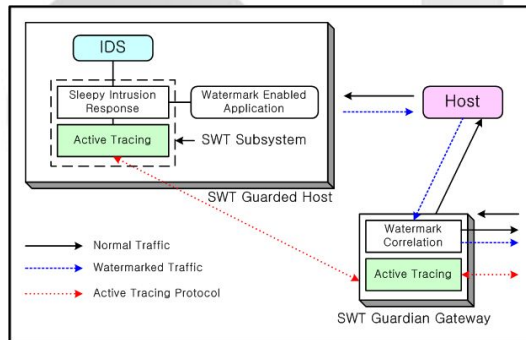 IDS
Sleepy Intrusion
Response
Watermark Enabled
Application
Active Tracing
SWT Subsystem
SWT Guarded Host
Host
Watermark
Correlation
Active Tracing
SWT Guardian Gateway
Normal Traffic
Watermarked Traffic
Active Tracing Protocol